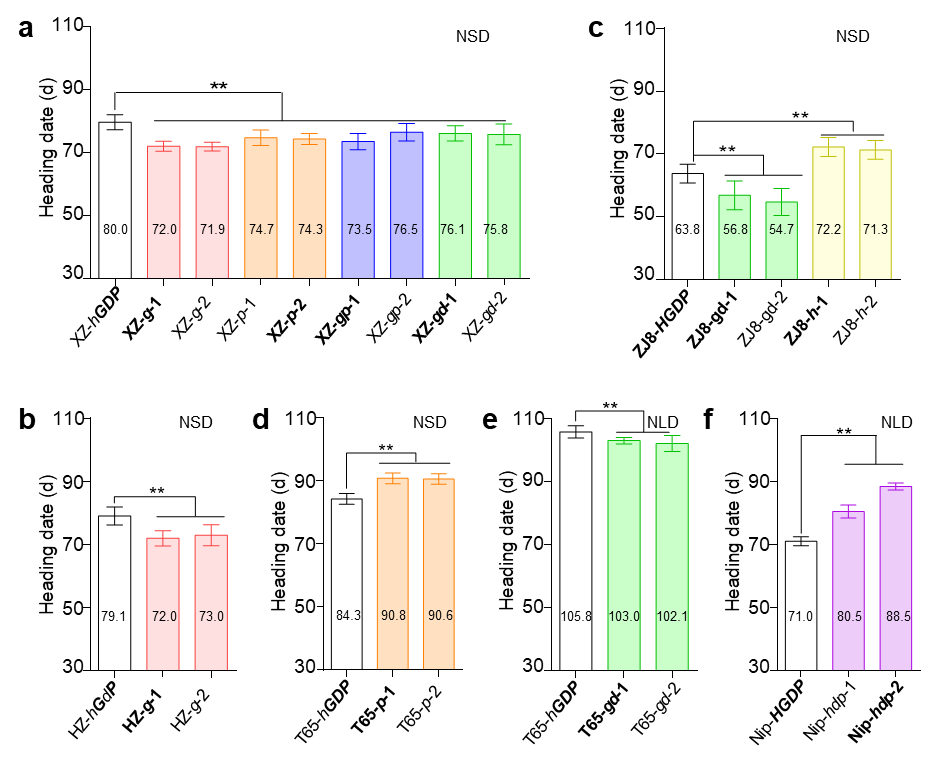 a
110
90
70
50
30
Heading date (d)
NSD
**
80.0
72.0
71.9
74.7
74.3
73.5
76.5
76.1
75.8
XZ-hGDP
XZ-g-1
XZ-g-2
XZ-p-1
XZ-p-2
XZ-gp-1
XZ-gp-2
XZ-gd-1
XZ-gd-2
c
110
90
70
50
30
Heading date (d)
NSD
**
**
63.8
56.8
54.7
72.2
71.3
ZJ8-HGDP
ZJ8-gd-1
ZJ8-gd-2
ZJ8-h-1
ZJ8-h-2
b
110
90
70
50
30
Heading date (d)
NSD
**
79.1
72.0
73.0
HZ-hGdP
HZ-g-1
HZ-g-2
d
110
90
70
50
30
Heading date (d)
NSD
**
84.3
90.8
90.6
T65-hGDP
T65-p-1
T65-p-2
e
110
90
70
50
30
Heading date (d)
NLD
**
105.8
103.0
102.1
T65-hGDP
T65-gd-1
T65-gd-2
f
110
90
70
50
30
Heading date (d)
NLD
**
71.0
80.5
88.5
Nip-HGDP
Nip-hdp-1
Nip-hdp-2